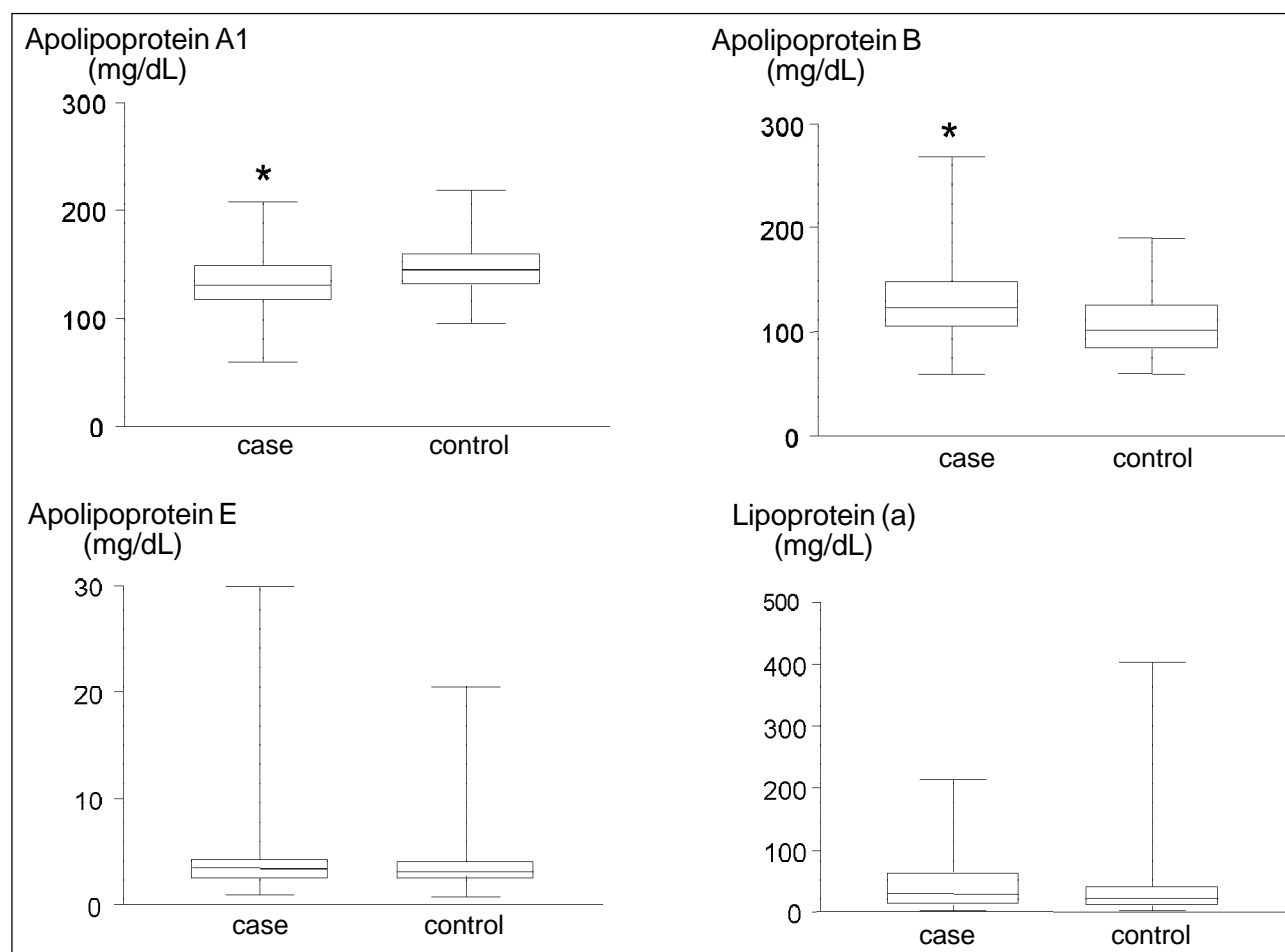 Apolipoprotein A1
(mg/dL)
300
200
100
0
*
case
control
Apolipoprotein B
(mg/dL)
300
200
100
0
*
case
control
Apolipoprotein E
(mg/dL)
30
20
10
0
case
control
Lipoprotein (a)
(mg/dL)
500
400
300
200
100
0
case
control